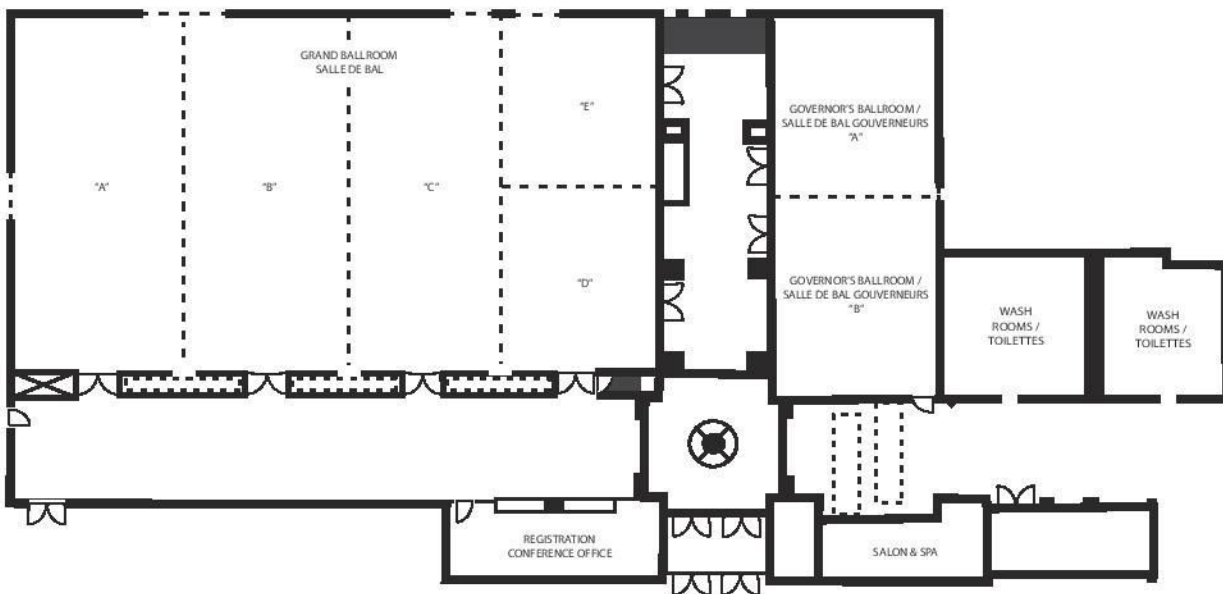 GRAND BALLROOM
SALLE DE BAL
"A"
"B"
"C"
"E"
"D"
GOVERNOR'S BALLROOM /
SALLE DE BAL GOUVERNEURS
"A"
GOVERNOR'S BALLROOM /
SALLE DE BAL GOUVERNEURS
"B"
WASH
ROOMS /
TOILETTES
WASH
ROOMS /
TOILETTES
REGISTRATION
CONFERENCE OFFICE
SALON & SPA